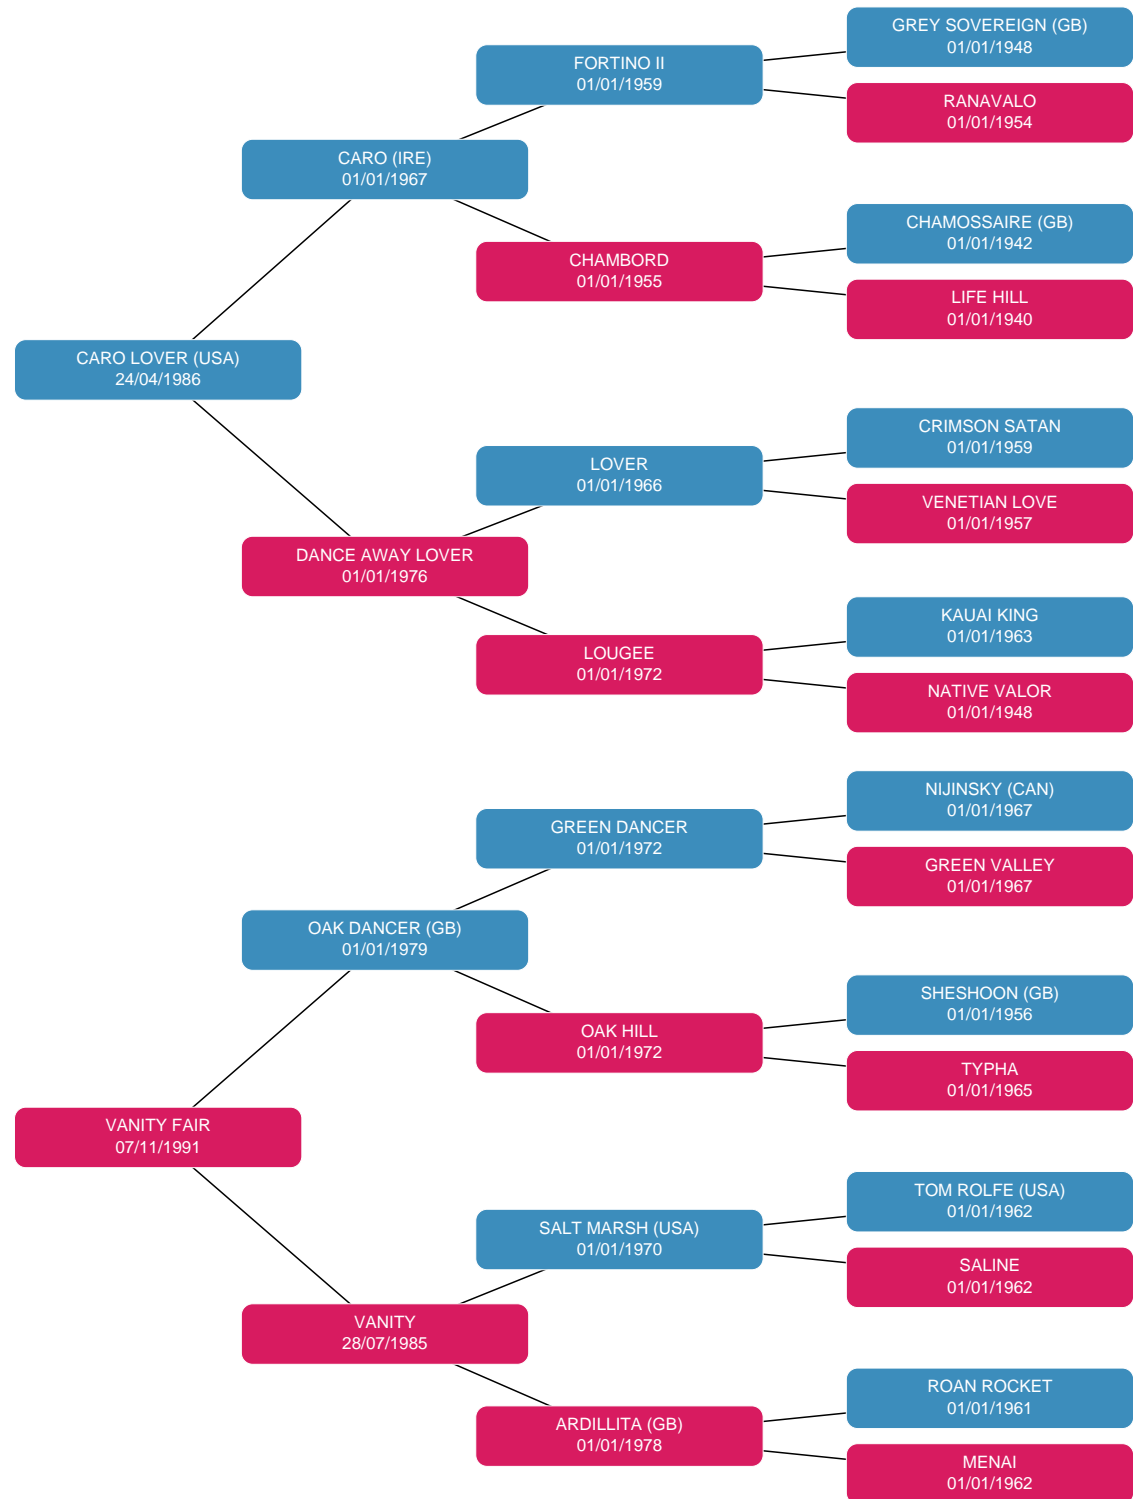 GREY SOVEREIGN (GB)
01/01/1948
FORTINO II
01/01/1959
RANAVALO
01/01/1954
CARO (IRE)
01/01/1967
CHAMOSSAIRE (GB)
01/01/1942
CHAMBORD
01/01/1955
LIFE HILL
01/01/1940
CARO LOVER (USA)
24/04/1986
CRIMSON SATAN
01/01/1959
LOVER
01/01/1966
VENETIAN LOVE
01/01/1957
DANCE AWAY LOVER
01/01/1976
KAUAI KING
01/01/1963
LOUGEE
01/01/1972
NATIVE VALOR
01/01/1948
NIJINSKY (CAN)
01/01/1967
GREEN DANCER
01/01/1972
GREEN VALLEY
01/01/1967
OAK DANCER (GB)
01/01/1979
SHESHOON (GB)
01/01/1956
OAK HILL
01/01/1972
TYPHA
01/01/1965
VANITY FAIR
07/11/1991
TOM ROLFE (USA)
01/01/1962
SALT MARSH (USA)
01/01/1970
SALINE
01/01/1962
VANITY
28/07/1985
ROAN ROCKET
01/01/1961
ARDILLITA (GB)
01/01/1978
MENAI
01/01/1962